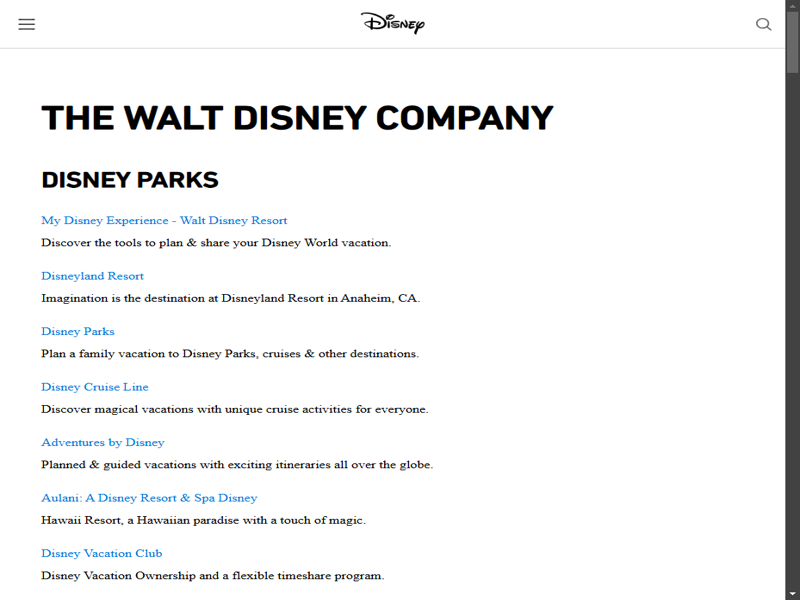 Disney
THE WALT DISNEY COMPANY
DISNEY PARKS
My Disney Experience - Walt Disney Resort
Discover the tools to plan & share your Disney World vacation.
Disneyland Resort
Imagination is the destination at Disneyland Resort in Anaheim, CA.
Disney Parks
Plan a family vacation to Disney Parks, cruises & other destinations.
Disney Cruise Line
Discover magical vacations with unique cruise activities for everyone.
Adventures by Disney
Planned & guided vacations with exciting itineraries all over the globe.
Aulani: A Disney Resort & Spa Disney
Hawaii Resort, a Hawaiian paradise with a touch of magic.
Disney Vacation Club
Disney Vacation Ownership and a flexible timeshare program.